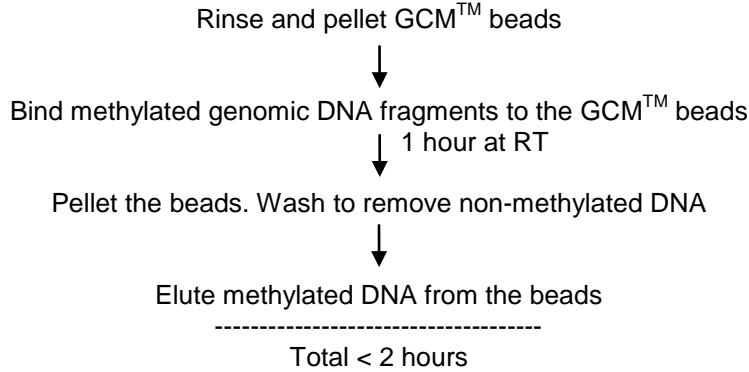 Rinse and pellet GCM™ beads
Bind methylated genomic DNA fragments to the GCM™ beads
1 hour at RT
Pellet the beads. Wash to remove non-methylated DNA
Elute methylated DNA from the beads
-------------------------------------
Total < 2 hours